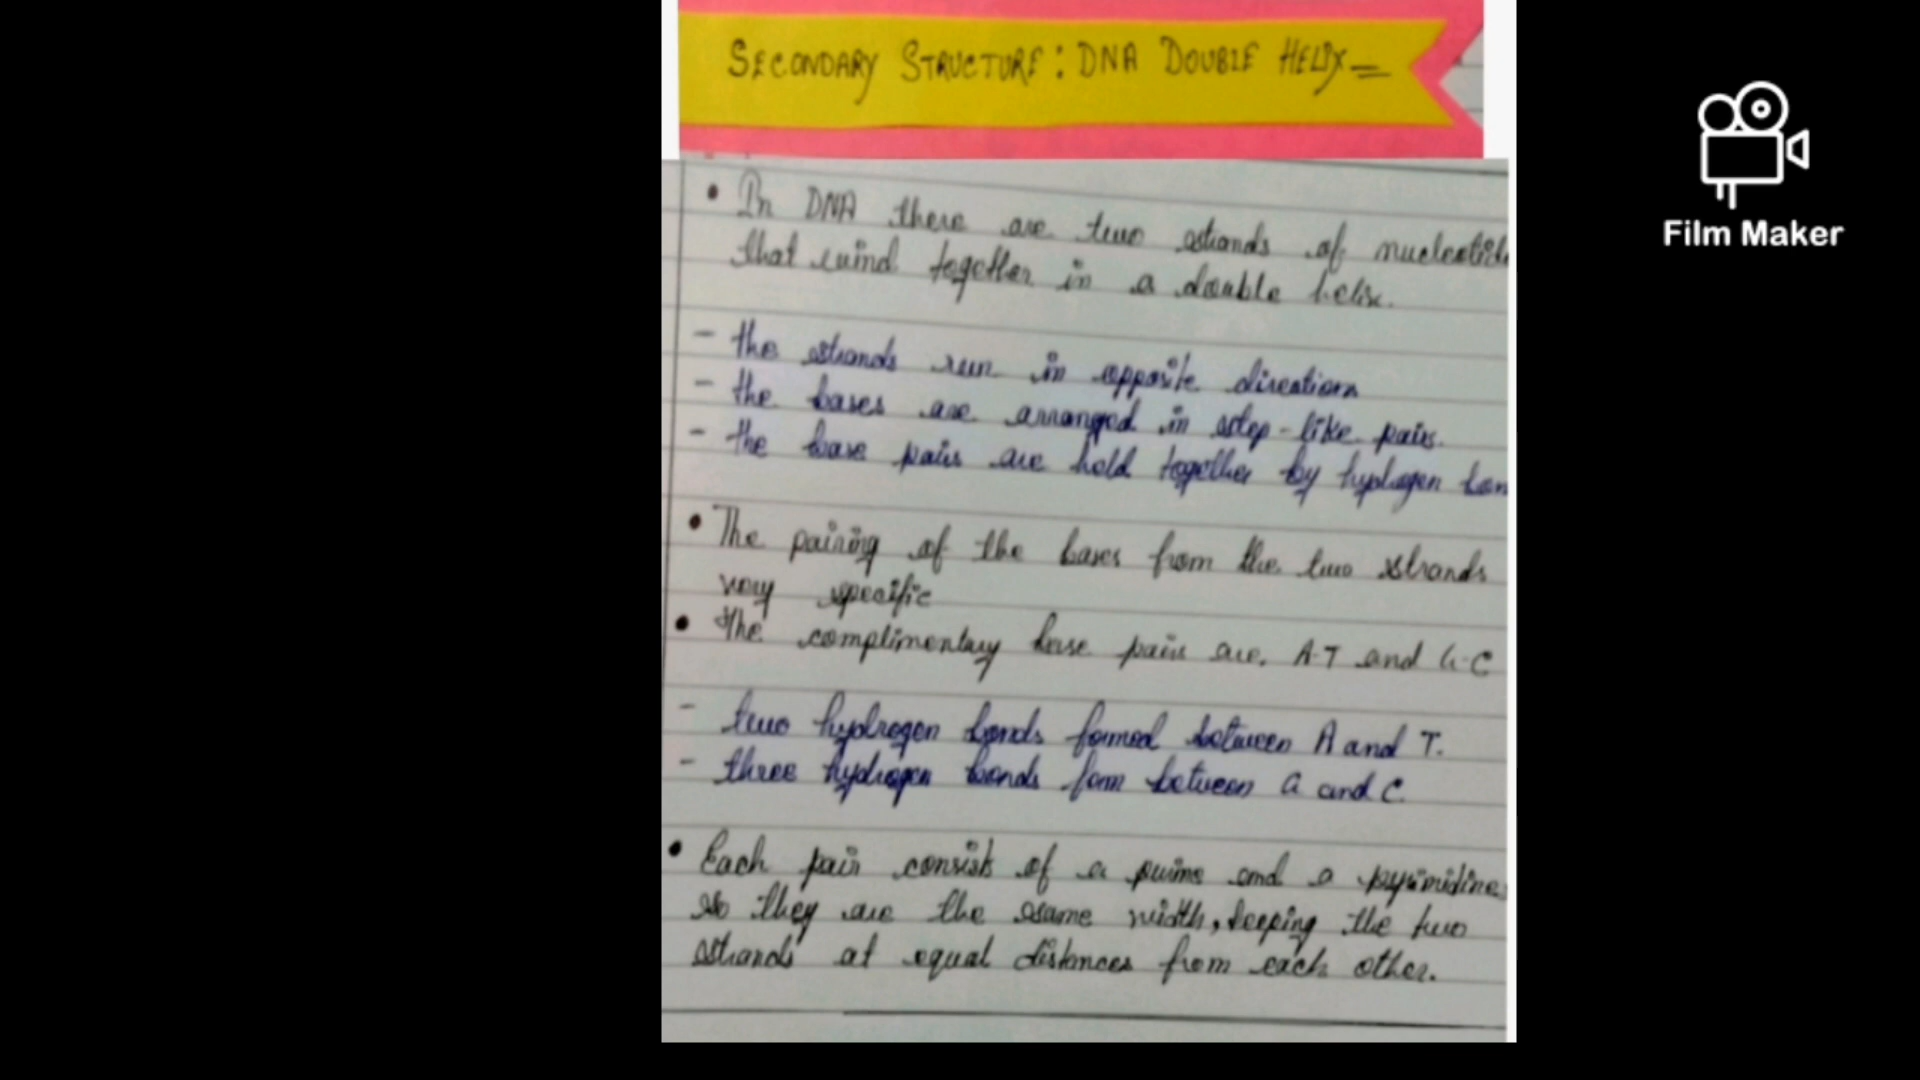 SECONDARY STRUCTURE: DNA DOUBLE HELIX
• In DNA there are two strands of nucleotide
that wind together in a double helix.
- the strands run in opposite directions
- the bases are arranged in step-like pairs.
- the base pairs are held together by hydrogen bon
• The pairing of the bases from the two strands
very specific
• The complimentary base pairs are. A-T and G-C
- two hydrogen bonds formed between A and T.
- three hydrogen bonds form between G and C
• Each pair consists of a purine and a pyrimidine
so they are the same width, keeping the two
strands at equal distances from each other.
Film Maker